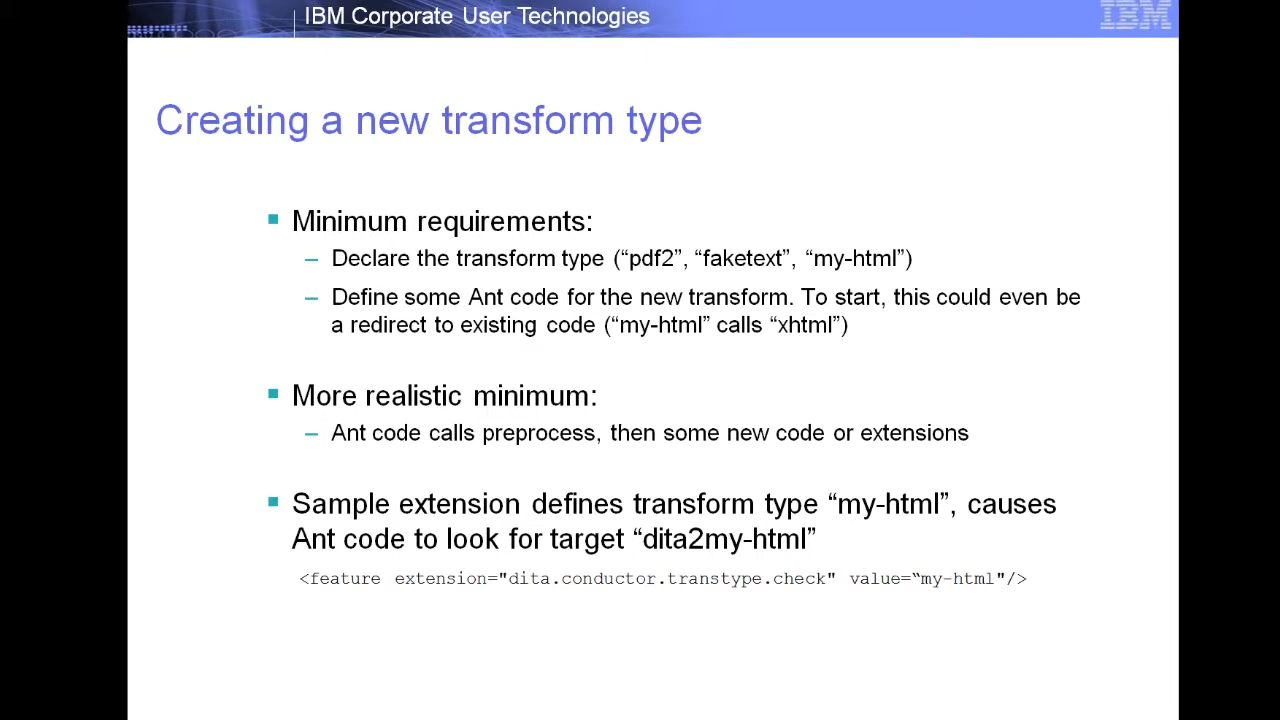 IBM Corporate User Technologies
IBM
Creating a new transform type
Minimum requirements:
– Declare the transform type (“pdf2”, “faketext”, “my-html”)
– Define some Ant code for the new transform. To start, this could even be
a redirect to existing code (“my-html” calls “xhtml”)
More realistic minimum:
– Ant code calls preprocess, then some new code or extensions
Sample extension defines transform type “my-html”, causes
Ant code to look for target “dita2my-html”
<feature extension="dita.conductor.transtype.check" value=“my-html"/>